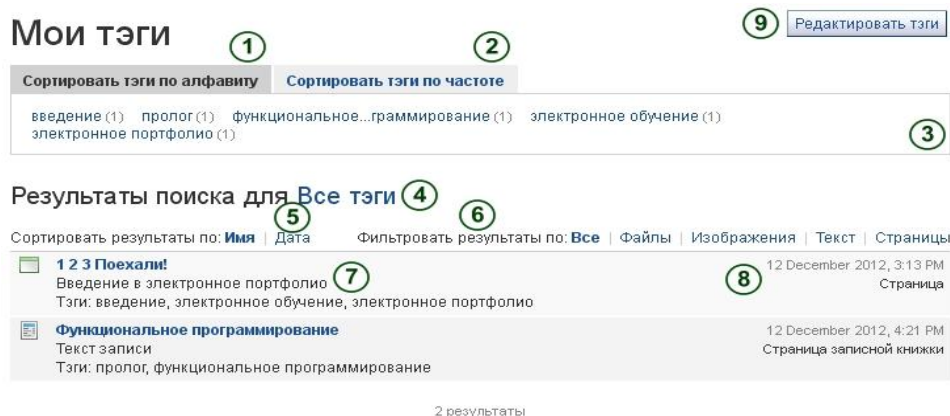 Мои тэги
9 Редактировать тэги
1 2
Сортировать тэги по алфавиту Сортировать тэги по частоте
введение (1) пролог (1) функциональное...граммирование (1) электронное обучение (1)
электронное портфолио (1)
3
Результаты поиска для Все тэги 4
5 6
Сортировать результаты по: Имя | Дата Фильтровать результаты по: Все | Файлы | Изображения | Текст | Страницы
1 2 3 Поехали! 12 December 2012, 3:13 PM
Введение в электронное портфолио 7 8 Страница
Тэги: введение, электронное обучение, электронное портфолио
Функциональное программирование 12 December 2012, 4:21 PM
Текст записи Страница записной книжки
Тэги: пролог, функциональное программирование
2 результаты